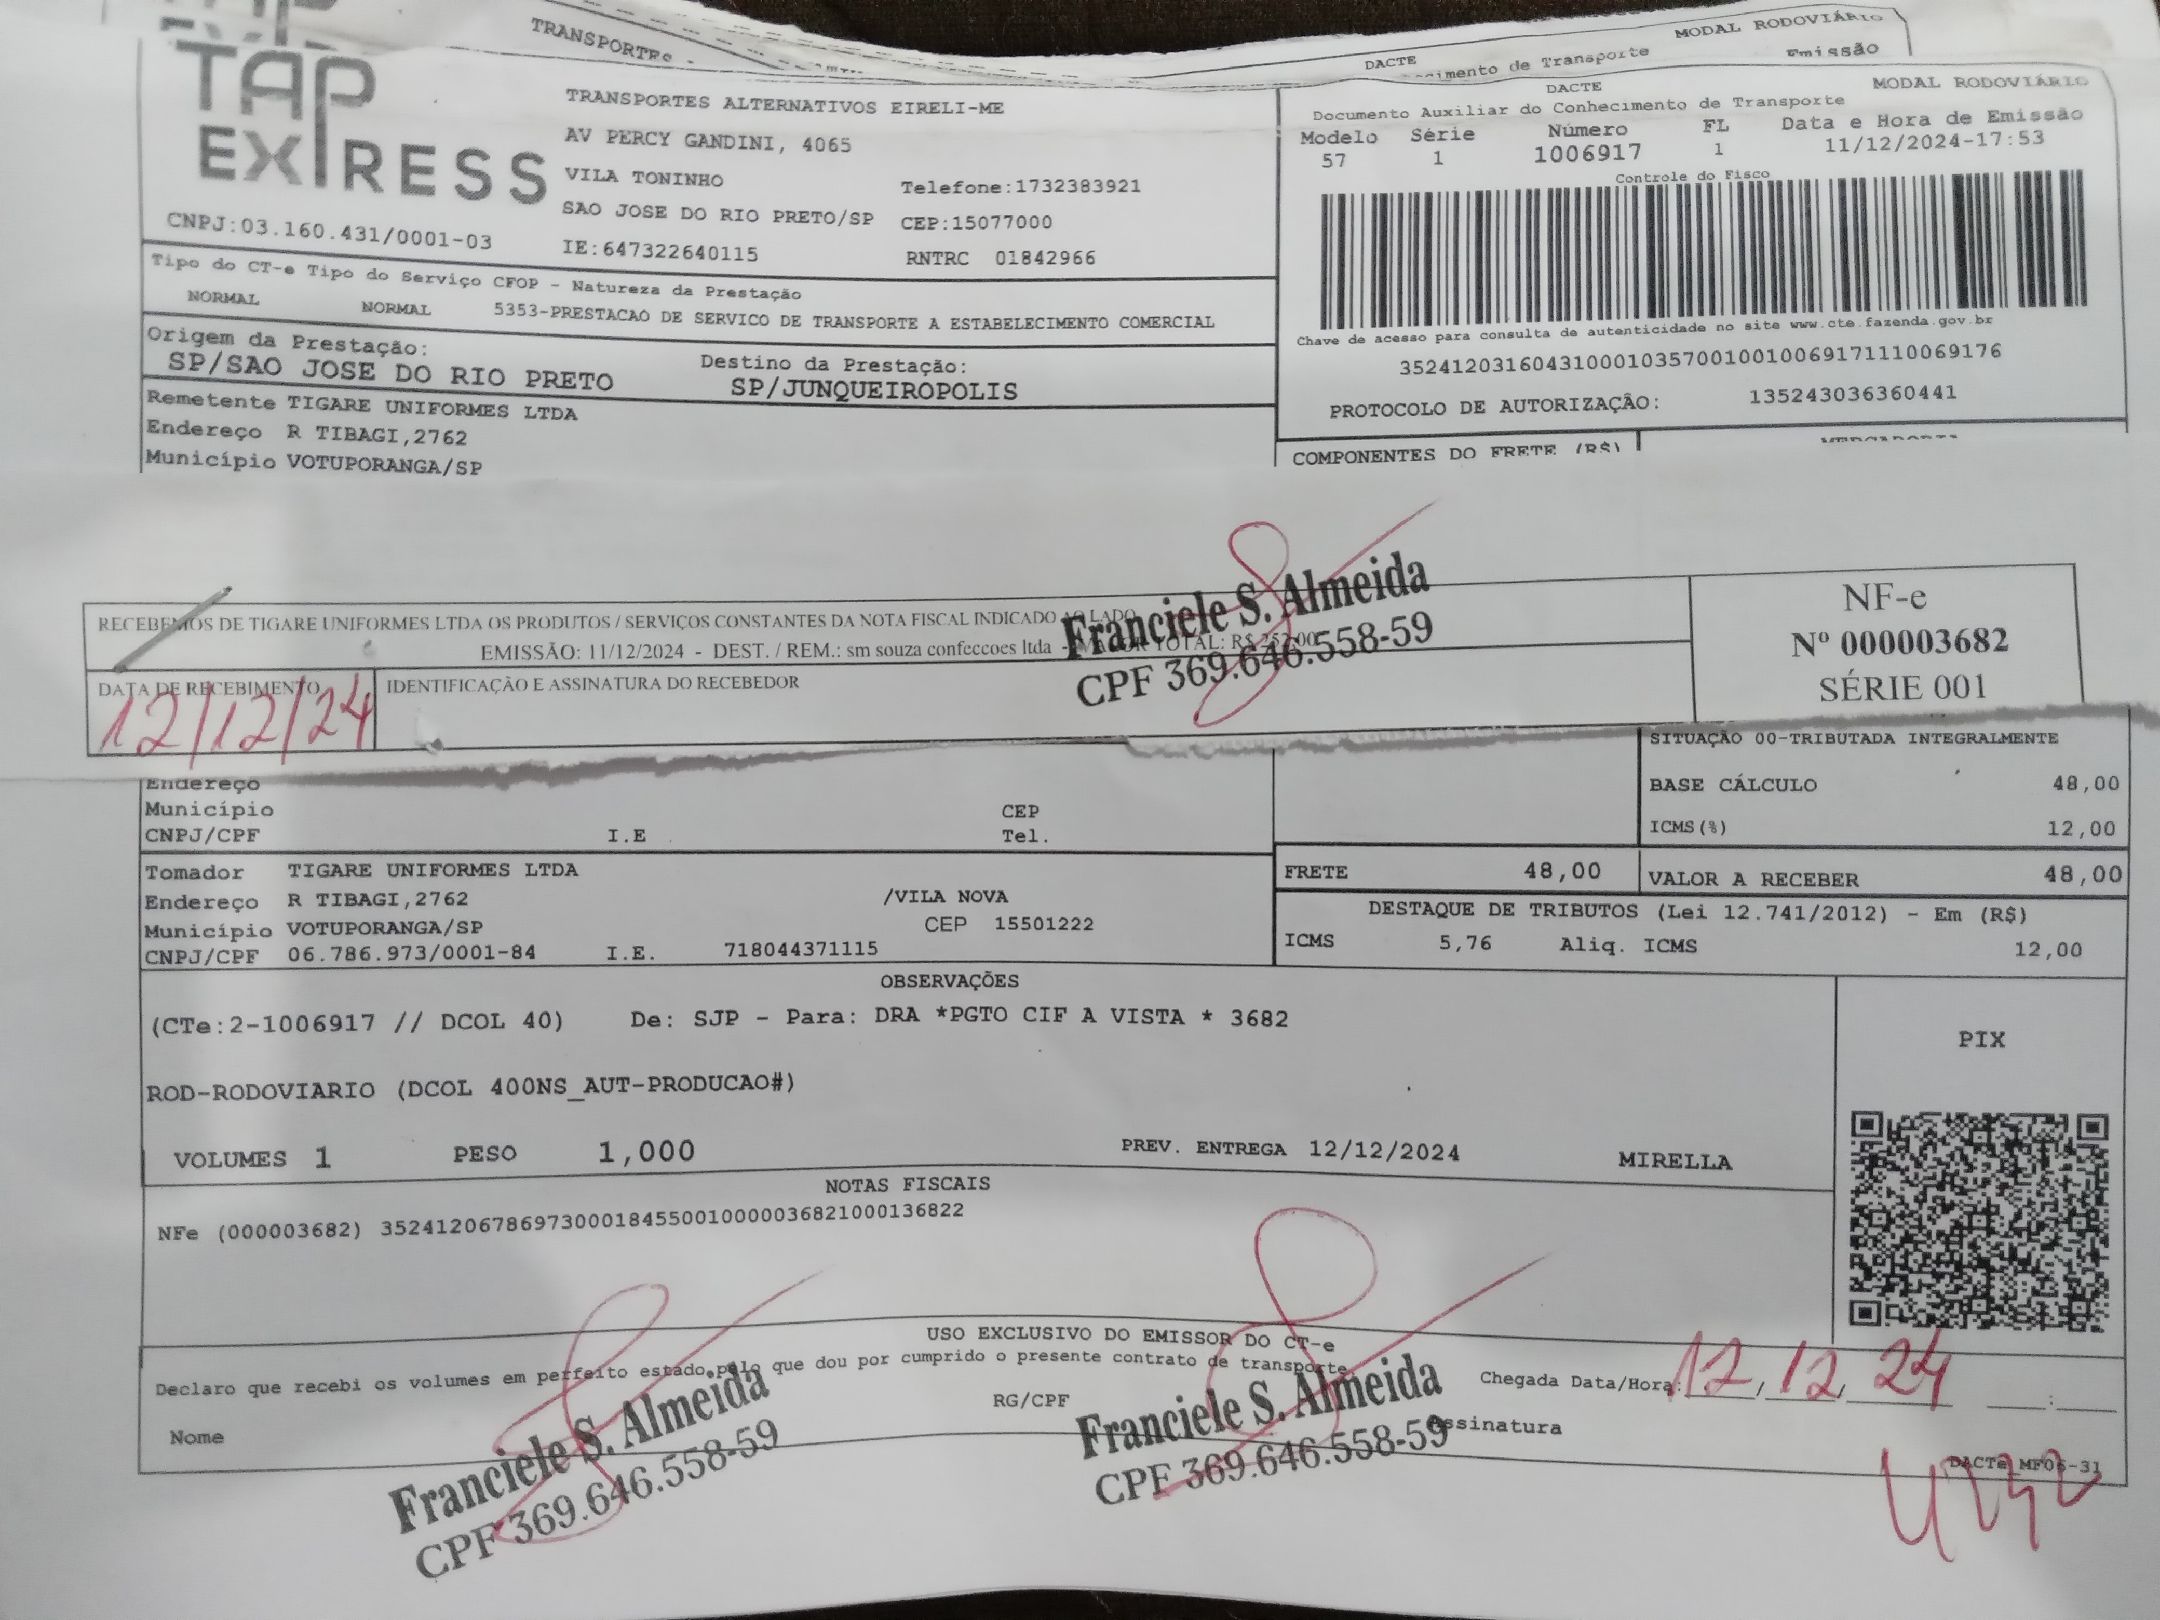 TRANSPORTES
DACTE
MODAL RODOVIÁRIO
cimento de Transporte
Emissão
TAP
EXPRESS
CNPJ:03.160.431/0001-03
TRANSPORTES ALTERNATIVOS EIRELI-ME
AV PERCY GANDINI, 4065
VILA TONINHO
Telefone:1732383921
SAO JOSE DO RIO PRETO/SP
CEP:15077000
IE:647322640115
RNTRC 01842966
DACTE
MODAL RODOVIÁRIO
Documento Auxiliar do Conhecimento de Transporte
Modelo Série Número FL Data e Hora de Emissão
57 1 1006917 1 11/12/2024-17:53
Controle do Fisco
Chave de acesso para consulta de autenticidade no site www.cte.fazenda.gov.br
35241203160431000103570010010069171110069176
PROTOCOLO DE AUTORIZAÇÃO: 135243036360441
Tipo do CT-e Tipo do Serviço CFOP - Natureza da Prestação
NORMAL NORMAL 5353-PRESTACAO DE SERVICO DE TRANSPORTE A ESTABELECIMENTO COMERCIAL
Origem da Prestação:
SP/SAO JOSE DO RIO PRETO
Destino da Prestação:
SP/JUNQUEIROPOLIS
Remetente TIGARE UNIFORMES LTDA
Endereço R TIBAGI,2762
Município VOTUPORANGA/SP
COMPONENTES DO FRETE (R$)
RECEBEMOS DE TIGARE UNIFORMES LTDA OS PRODUTOS / SERVIÇOS CONSTANTES DA NOTA FISCAL INDICADO AO LADO
EMISSÃO: 11/12/2024 - DEST. / REM.: sm souza confeccoes ltda - VALOR TOTAL: R$ 252,00
Franciele S. Almeida
CPF 369.646.558-59
NF-e
Nº 000003682
SÉRIE 001
DATA DE RECEBIMENTO
12/12/24
IDENTIFICAÇÃO E ASSINATURA DO RECEBEDOR
Endereço
Município CEP
CNPJ/CPF I.E Tel.
SITUAÇÃO 00-TRIBUTADA INTEGRALMENTE
BASE CÁLCULO 48,00
ICMS(%) 12,00
Tomador TIGARE UNIFORMES LTDA
Endereço R TIBAGI,2762 /VILA NOVA
Município VOTUPORANGA/SP CEP 15501222
CNPJ/CPF 06.786.973/0001-84 I.E. 718044371115
FRETE 48,00 VALOR A RECEBER 48,00
DESTAQUE DE TRIBUTOS (Lei 12.741/2012) - Em (R$)
ICMS 5,76 Aliq. ICMS 12,00
OBSERVAÇÕES
(CTe:2-1006917 // DCOL 40) De: SJP - Para: DRA *PGTO CIF A VISTA * 3682
ROD-RODOVIARIO (DCOL 400NS_AUT-PRODUCAO#)
VOLUMES 1 PESO 1,000 PREV. ENTREGA 12/12/2024 MIRELLA
PIX
NOTAS FISCAIS
NFe (000003682) 35241206786973000184550010000036821000136822
USO EXCLUSIVO DO EMISSOR DO CT-e
Declaro que recebi os volumes em perfeito estado,pelo que dou por cumprido o presente contrato de transporte
Chegada Data/Hora: 12/12/24 :
Nome RG/CPF Assinatura
Franciele S. Almeida
CPF 369.646.558-59
Franciele S. Almeida
CPF 369.646.558-59
DACTe_MF06-31